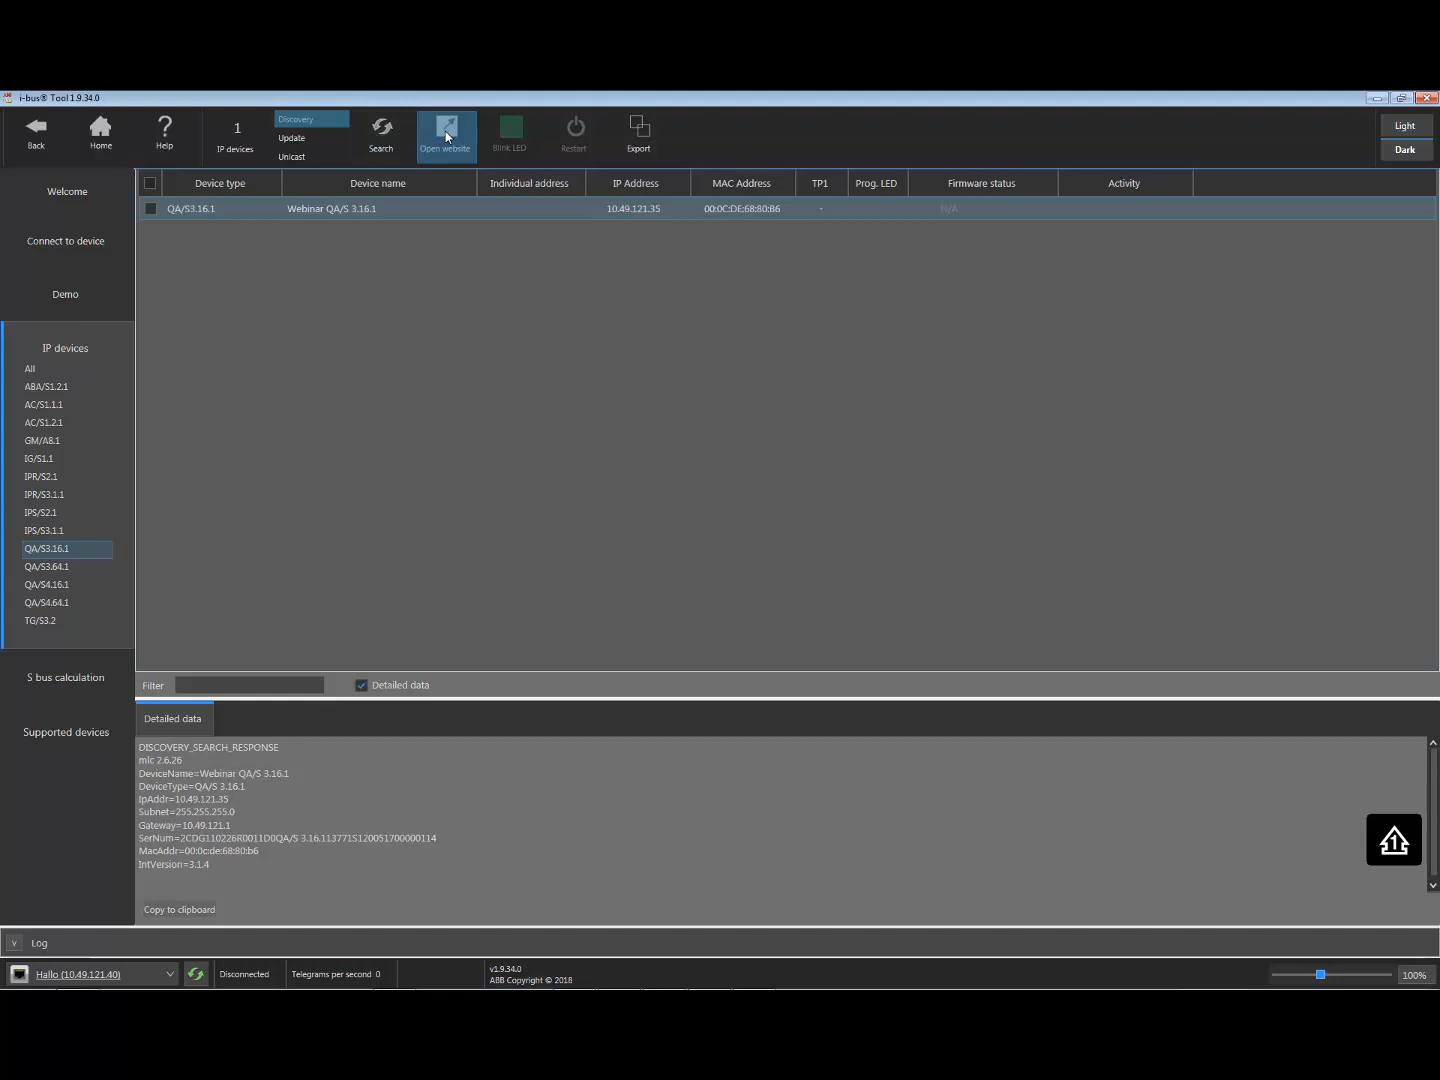 i-bus® Tool 1.9.34.0
Back
Home
Help
1
IP devices
Discovery
Update
Unicast
Search
Open website
Blink LED
Restart
Export
Light
Dark
Welcome
Connect to device
Demo
IP devices
All
ABA/S1.2.1
AC/S1.1.1
AC/S1.2.1
GM/A8.1
IG/S1.1
IPR/S2.1
IPR/S3.1.1
IPS/S2.1
IPS/S3.1.1
QA/S3.16.1
QA/S3.64.1
QA/S4.16.1
QA/S4.64.1
TG/S3.2
S bus calculation
Supported devices
Device type Device name Individual address IP Address MAC Address TP1 Prog. LED Firmware status Activity
QA/S3.16.1 Webinar QA/S 3.16.1 10.49.121.35 00:0C:DE:68:80:B6 - N/A
Filter Detailed data
Detailed data
DISCOVERY_SEARCH_RESPONSE
mlc 2.6.26
DeviceName=Webinar QA/S 3.16.1
DeviceType=QA/S 3.16.1
IpAddr=10.49.121.35
Subnet=255.255.255.0
Gateway=10.49.121.1
SerNum=2CDG110226R0011D0QA/S 3.16.113771S120051700000114
MacAddr=00:0c:de:68:80:b6
IntVersion=3.1.4
Copy to clipboard
1
Log
Hallo (10.49.121.40)
Disconnected
Telegrams per second 0
v1.9.34.0
ABB Copyright © 2018
100%